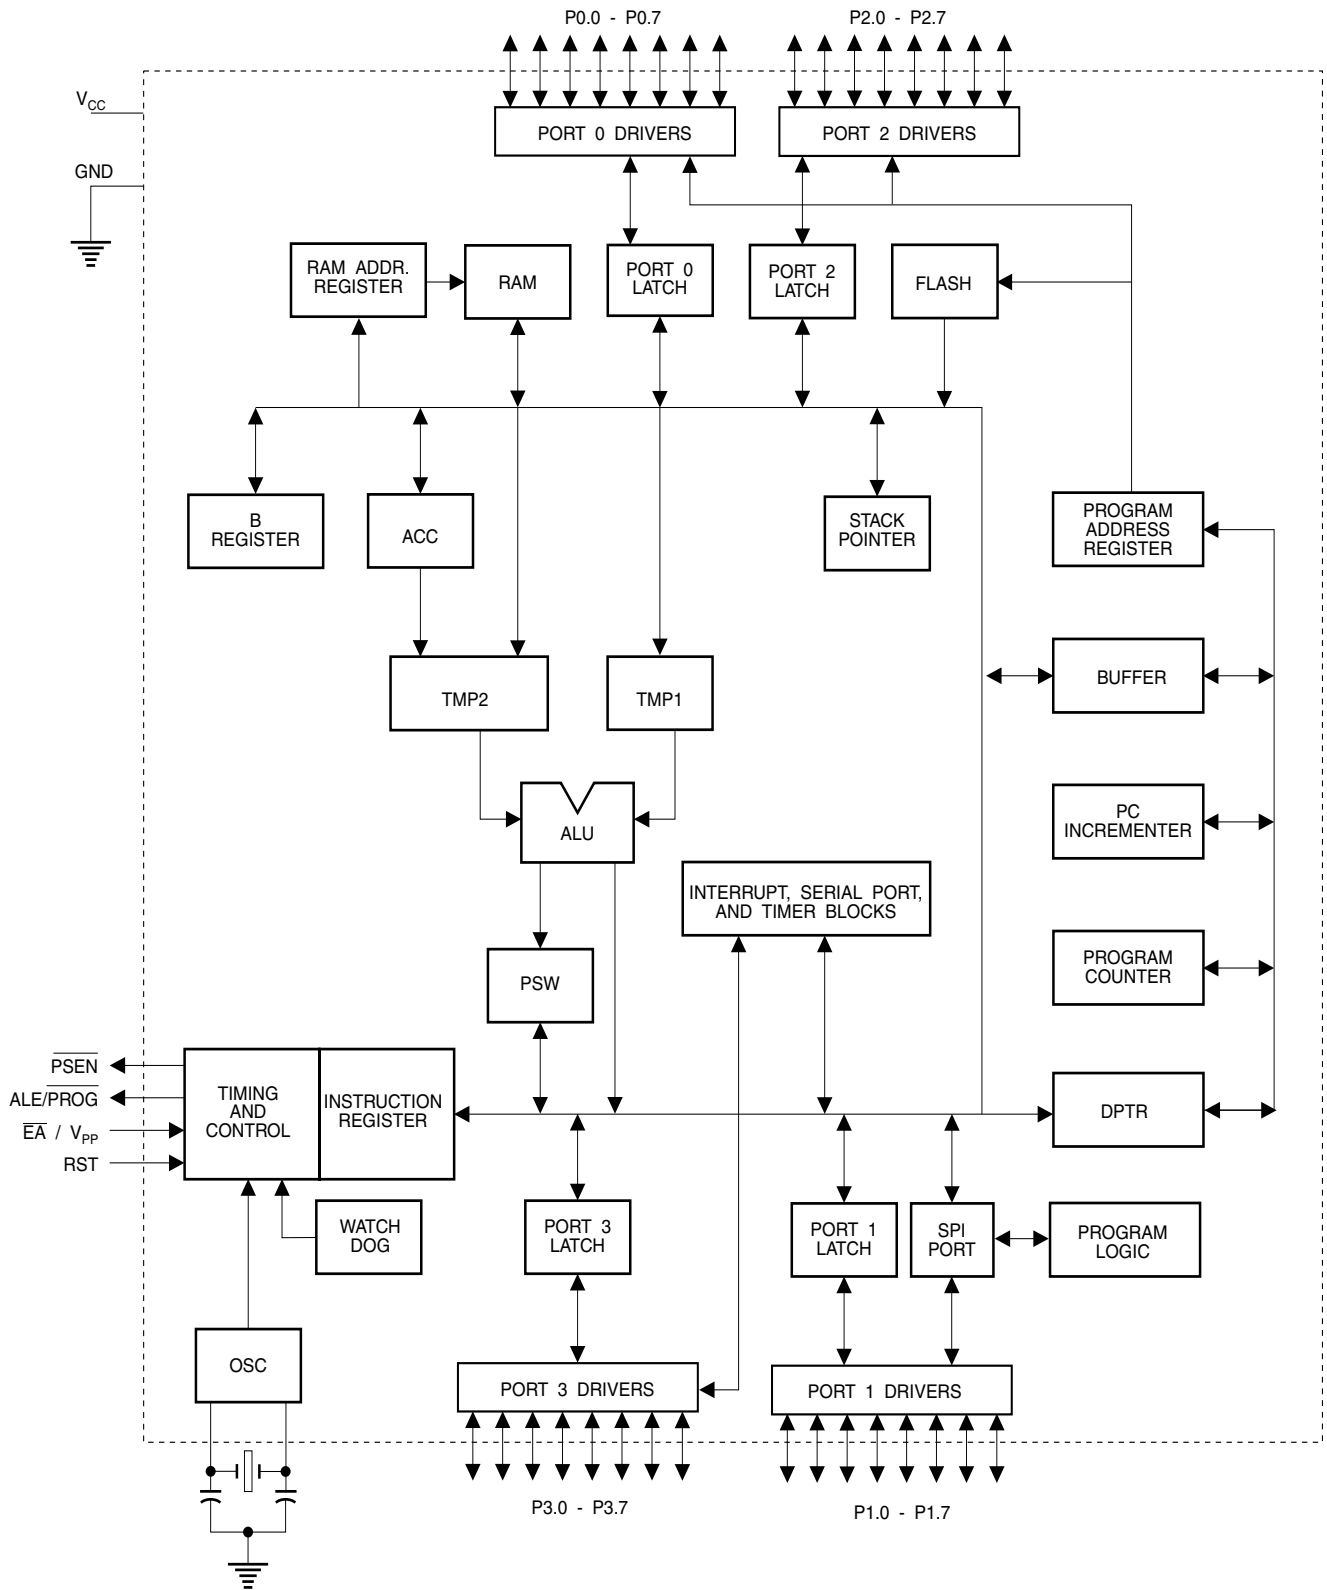 P0.0 - P0.7
P2.0 - P2.7
VCC
PORT 0 DRIVERS
PORT 2 DRIVERS
GND
RAM ADDR.
REGISTER
RAM
PORT 0
LATCH
PORT 2
LATCH
FLASH
B
REGISTER
ACC
STACK
POINTER
PROGRAM
ADDRESS
REGISTER
TMP2
TMP1
BUFFER
ALU
PC
INCREMENTER
INTERRUPT, SERIAL PORT,
AND TIMER BLOCKS
PSW
PROGRAM
COUNTER
PSEN
ALE/PROG
EA / VPP
RST
TIMING
AND
CONTROL
INSTRUCTION
REGISTER
DPTR
WATCH
DOG
PORT 3
LATCH
PORT 1
LATCH
SPI
PORT
PROGRAM
LOGIC
OSC
PORT 3 DRIVERS
PORT 1 DRIVERS
P3.0 - P3.7
P1.0 - P1.7